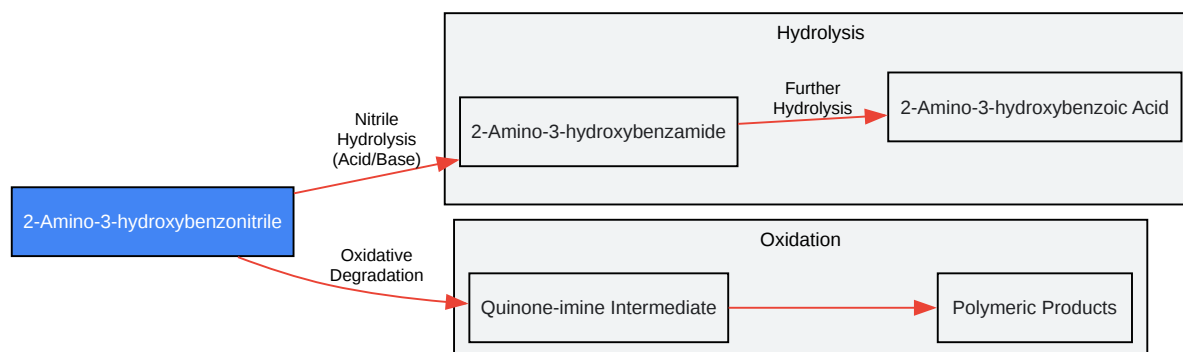 Hydrolysis
Nitrile
Hydrolysis
(Acid/Base)
2-Amino-3-hydroxybenzamide
Further
Hydrolysis
2-Amino-3-hydroxybenzoic Acid
2-Amino-3-hydroxybenzonitrile
Oxidation
Oxidative
Degradation
Quinone-imine Intermediate
Polymeric Products